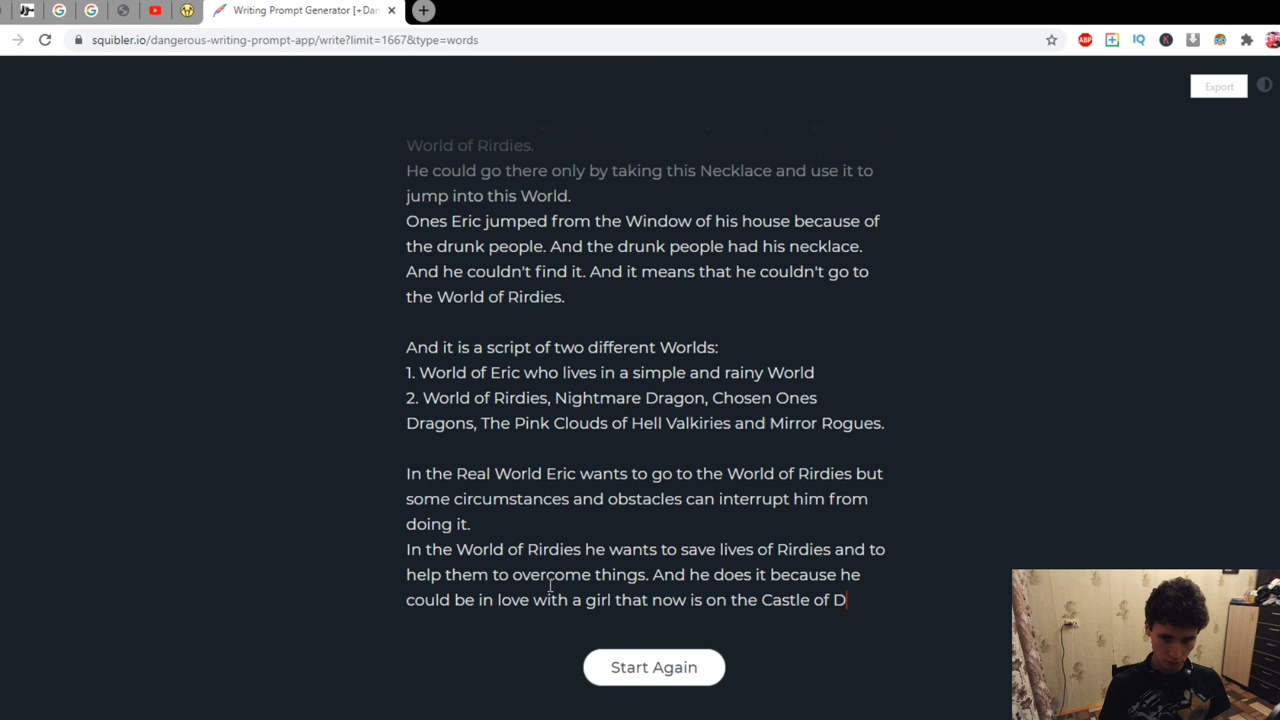 Writing Prompt Generator [+Dan
squibler.io/dangerous-writing-prompt-app/write?limit=1667&type=words
ABP
IQ
K
Export
World of Rirdies.
He could go there only by taking this Necklace and use it to
jump into this World.
Ones Eric jumped from the Window of his house because of
the drunk people. And the drunk people had his necklace.
And he couldn't find it. And it means that he couldn't go to
the World of Rirdies.
And it is a script of two different Worlds:
1. World of Eric who lives in a simple and rainy World
2. World of Rirdies, Nightmare Dragon, Chosen Ones
Dragons, The Pink Clouds of Hell Valkiries and Mirror Rogues.
In the Real World Eric wants to go to the World of Rirdies but
some circumstances and obstacles can interrupt him from
doing it.
In the World of Rirdies he wants to save lives of Rirdies and to
help them to overcome things. And he does it because he
could be in love with a girl that now is on the Castle of D
Start Again